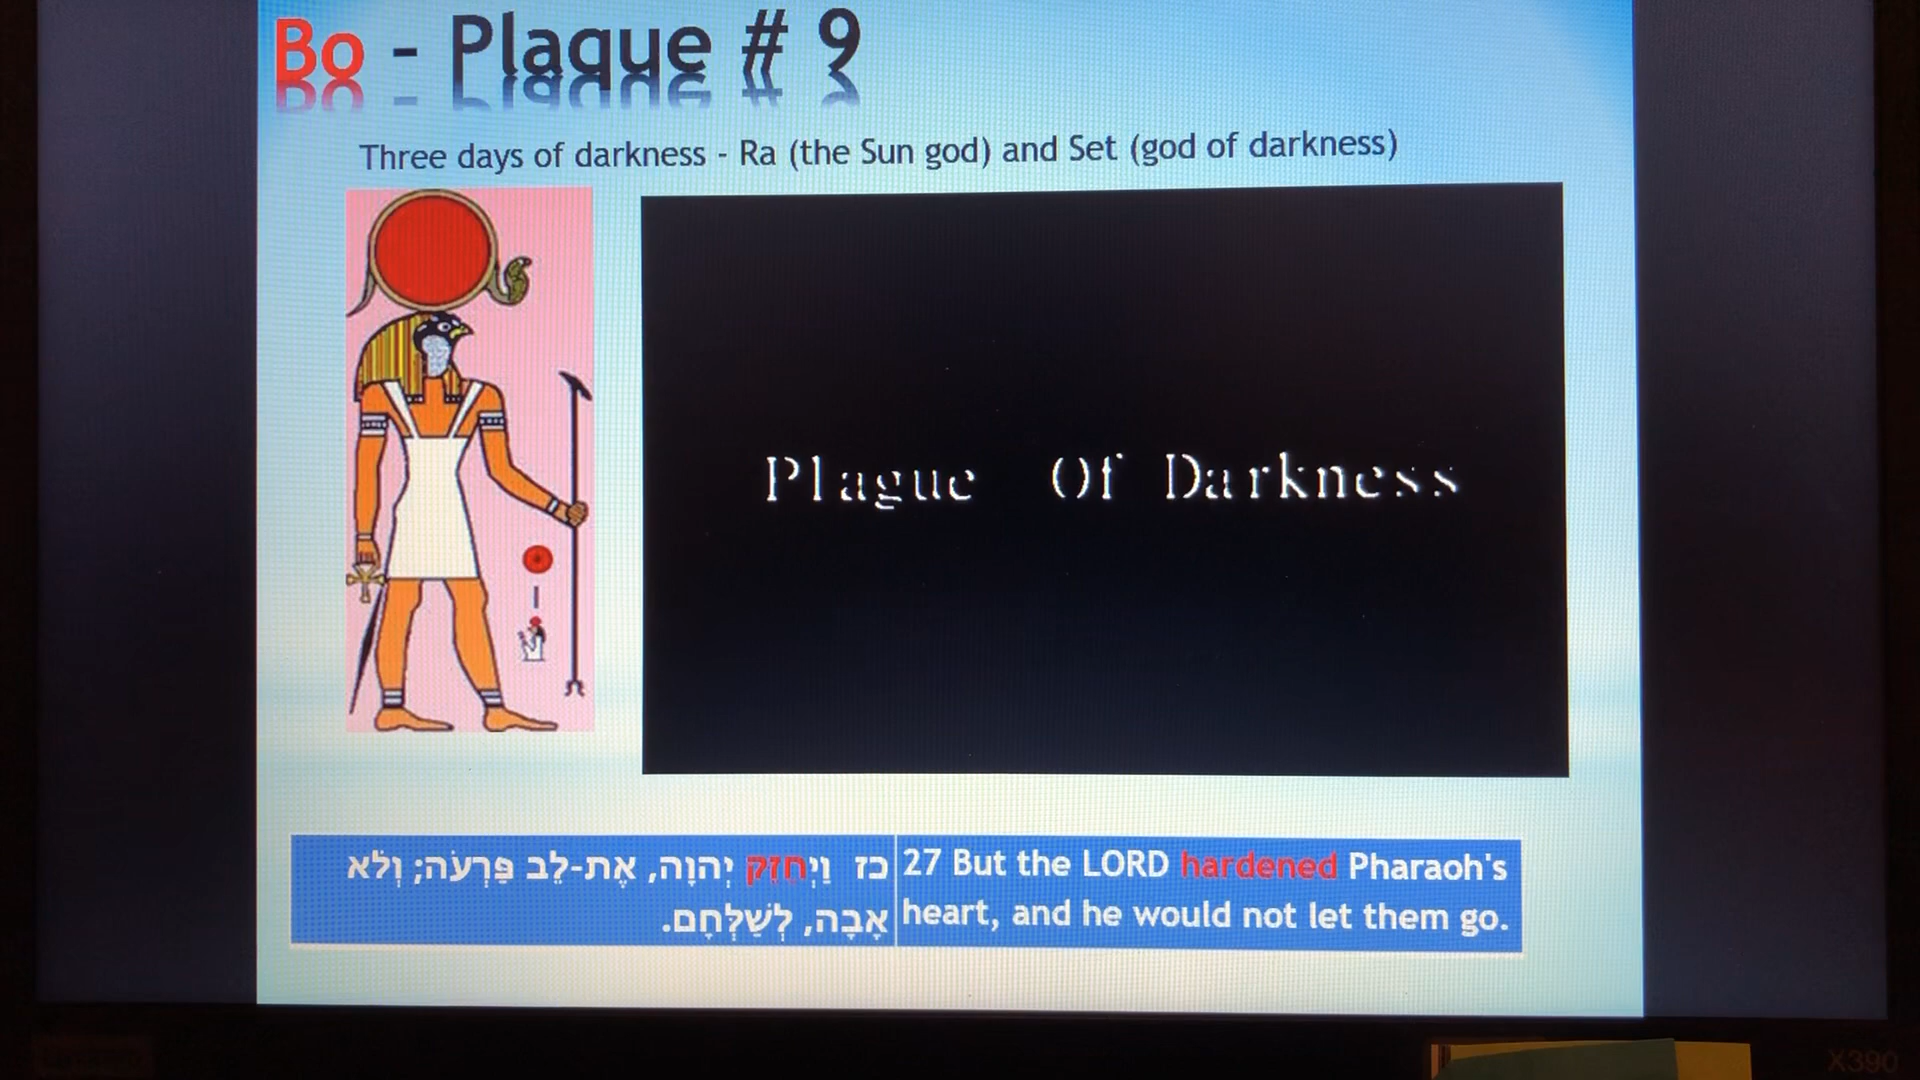 Bo - Plague # 9
Three days of darkness - Ra (the Sun god) and Set (god of darkness)
Plague Of Darkness
כז וַיְחַזֵּק יְהוָה, אֶת-לֵב פַּרְעֹה; וְלֹא
אָבָה, לְשַׁלְּחָם.
27 But the LORD hardened Pharaoh's
heart, and he would not let them go.
X390